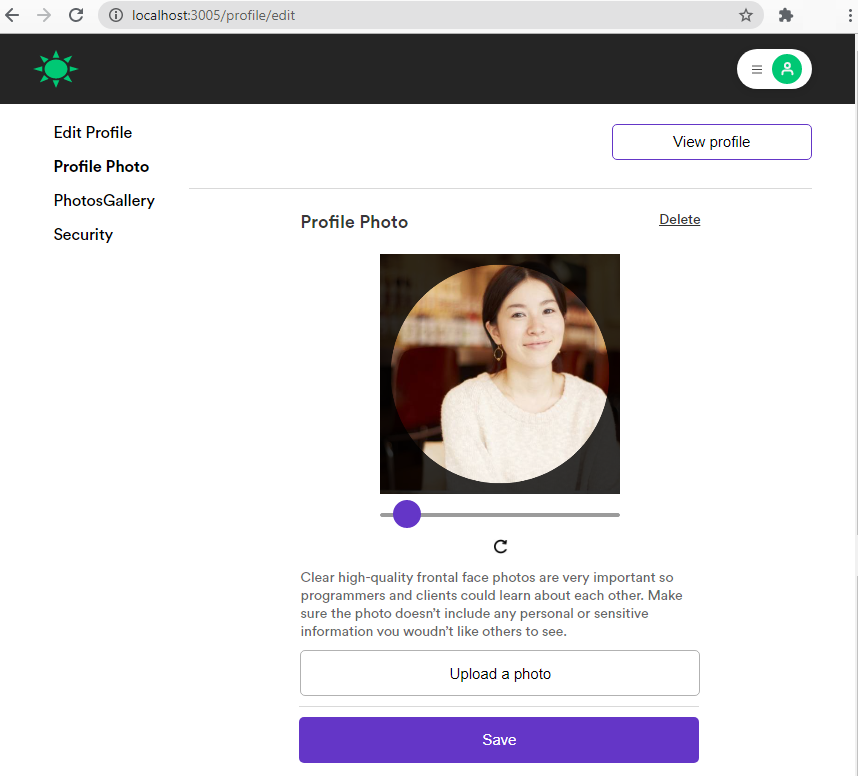 localhost:3005/profile/edit
Edit Profile
View profile
Profile Photo
PhotosGallery
Security
Profile Photo
Delete
Clear high-quality frontal face photos are very important so
programmers and clients could learn about each other. Make
sure the photo doesn't include any personal or sensitive
information you woudn't like others to see.
Upload a photo
Save